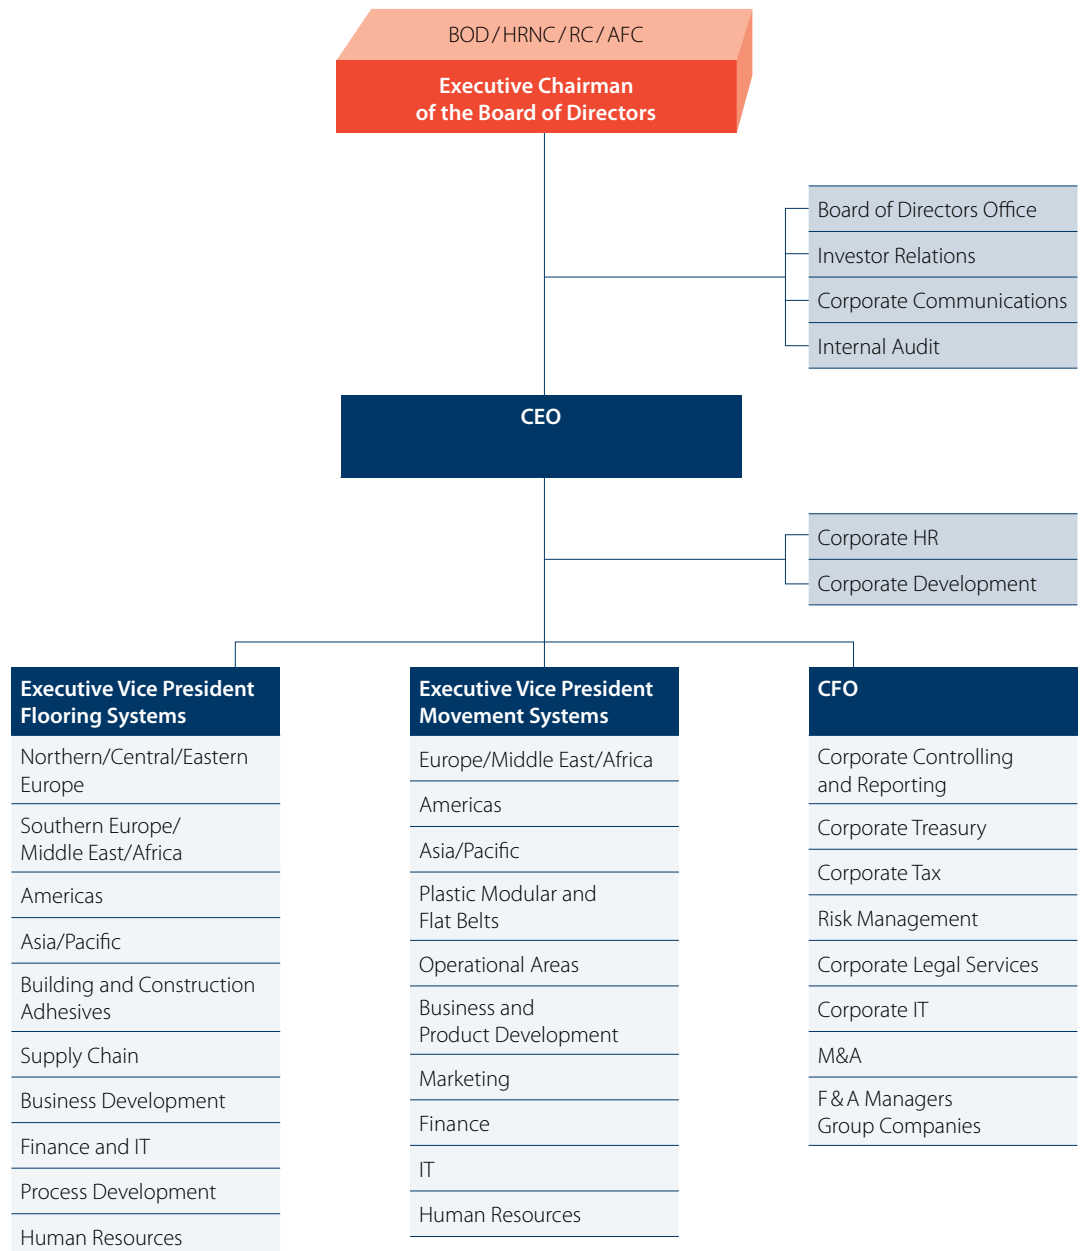 BOD / HRNC / RC / AFC
Executive Chairman
of the Board of Directors
Board of Directors Office
Investor Relations
Corporate Communications
Internal Audit
CEO
Corporate HR
Corporate Development
Executive Vice President
Flooring Systems
Northern/Central/Eastern
Europe
Southern Europe/
Middle East/Africa
Americas
Asia/Pacific
Building and Construction
Adhesives
Supply Chain
Business Development
Finance and IT
Process Development
Human Resources
Executive Vice President
Movement Systems
Europe/Middle East/Africa
Americas
Asia/Pacific
Plastic Modular and
Flat Belts
Operational Areas
Business and
Product Development
Marketing
Finance
IT
Human Resources
CFO
Corporate Controlling
and Reporting
Corporate Treasury
Corporate Tax
Risk Management
Corporate Legal Services
Corporate IT
M&A
F & A Managers
Group Companies